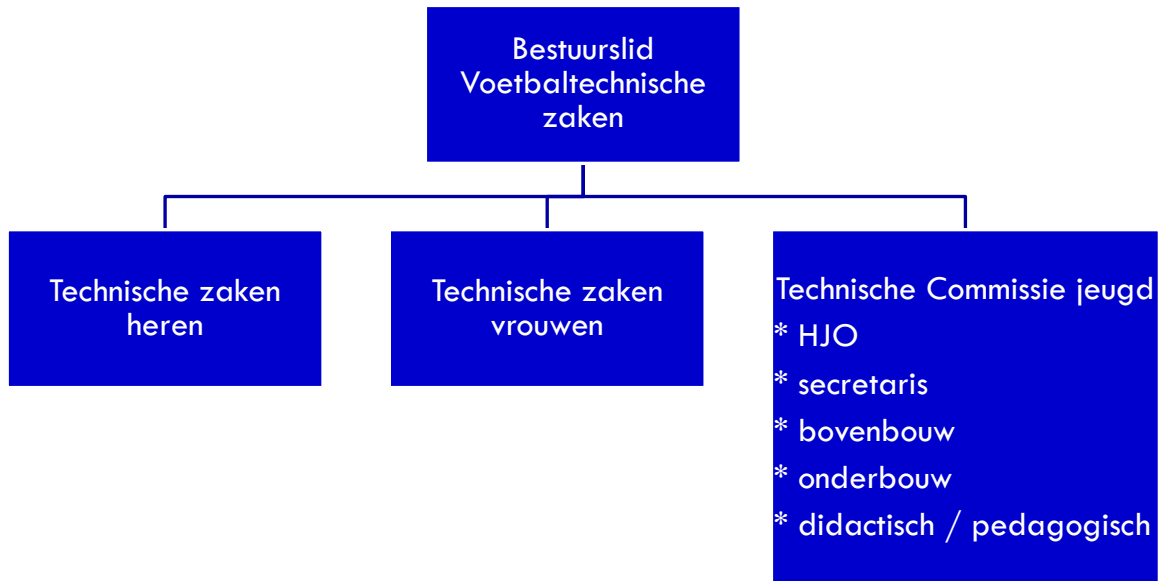 Bestuurslid
Voetbaltechnische
zaken
Technische zaken
heren
Technische zaken
vrouwen
Technische Commissie jeugd
* HJO
* secretaris
* bovenbouw
* onderbouw
* didactisch / pedagogisch